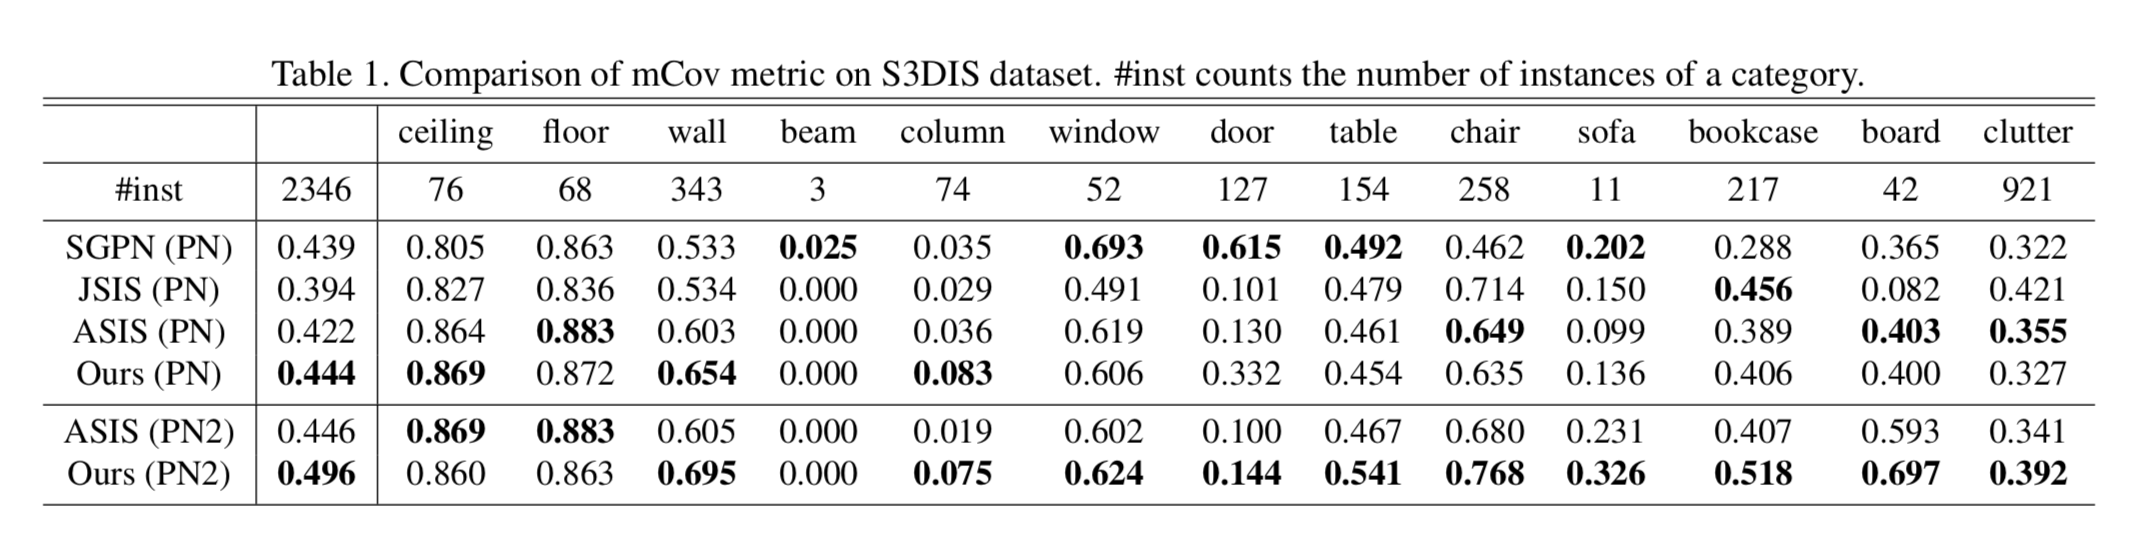 Table 1. Comparison of mCov metric on S3DIS dataset. #inst counts the number of instances of a category.
ceiling floor wall beam column window door table chair sofa bookcase board clutter
#inst 2346 76 68 343 3 74 52 127 154 258 11 217 42 921
SGPN (PN) 0.439 0.805 0.863 0.533 0.025 0.035 0.693 0.615 0.492 0.462 0.202 0.288 0.365 0.322
JSIS (PN) 0.394 0.827 0.836 0.534 0.000 0.029 0.491 0.101 0.479 0.714 0.150 0.456 0.082 0.421
ASIS (PN) 0.422 0.864 0.883 0.603 0.000 0.036 0.619 0.130 0.461 0.649 0.099 0.389 0.403 0.355
Ours (PN) 0.444 0.869 0.872 0.654 0.000 0.083 0.606 0.332 0.454 0.635 0.136 0.406 0.400 0.327
ASIS (PN2) 0.446 0.869 0.883 0.605 0.000 0.019 0.602 0.100 0.467 0.680 0.231 0.407 0.593 0.341
Ours (PN2) 0.496 0.860 0.863 0.695 0.000 0.075 0.624 0.144 0.541 0.768 0.326 0.518 0.697 0.392